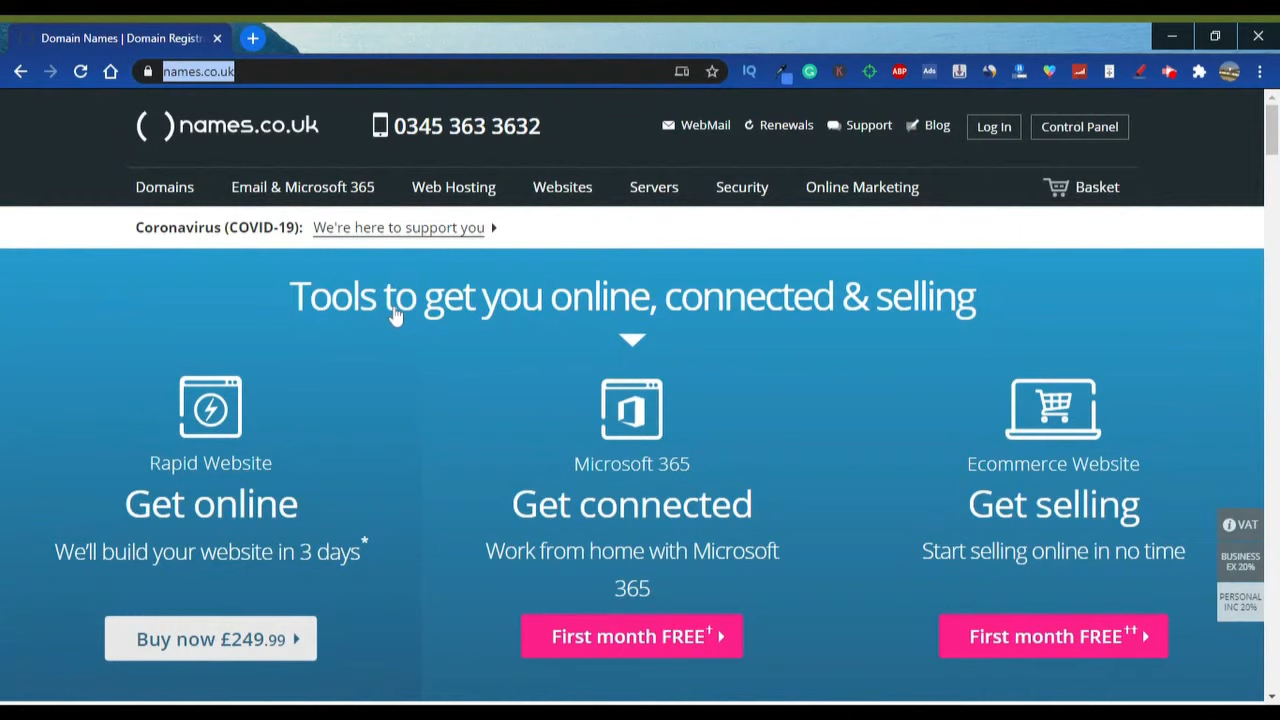 Domain Names | Domain Registr
names.co.uk
IQ
K
ABP
Ads
( ) names.co.uk
0345 363 3632
WebMail
Renewals
Support
Blog
Log In
Control Panel
Domains
Email & Microsoft 365
Web Hosting
Websites
Servers
Security
Online Marketing
Basket
Coronavirus (COVID-19): We're here to support you
Tools to get you online, connected & selling
Rapid Website
Get online
We'll build your website in 3 days*
Buy now £249.99
Microsoft 365
Get connected
Work from home with Microsoft
365
First month FREE†
Ecommerce Website
Get selling
Start selling online in no time
First month FREE††
VAT
BUSINESS
EX 20%
PERSONAL
INC 20%